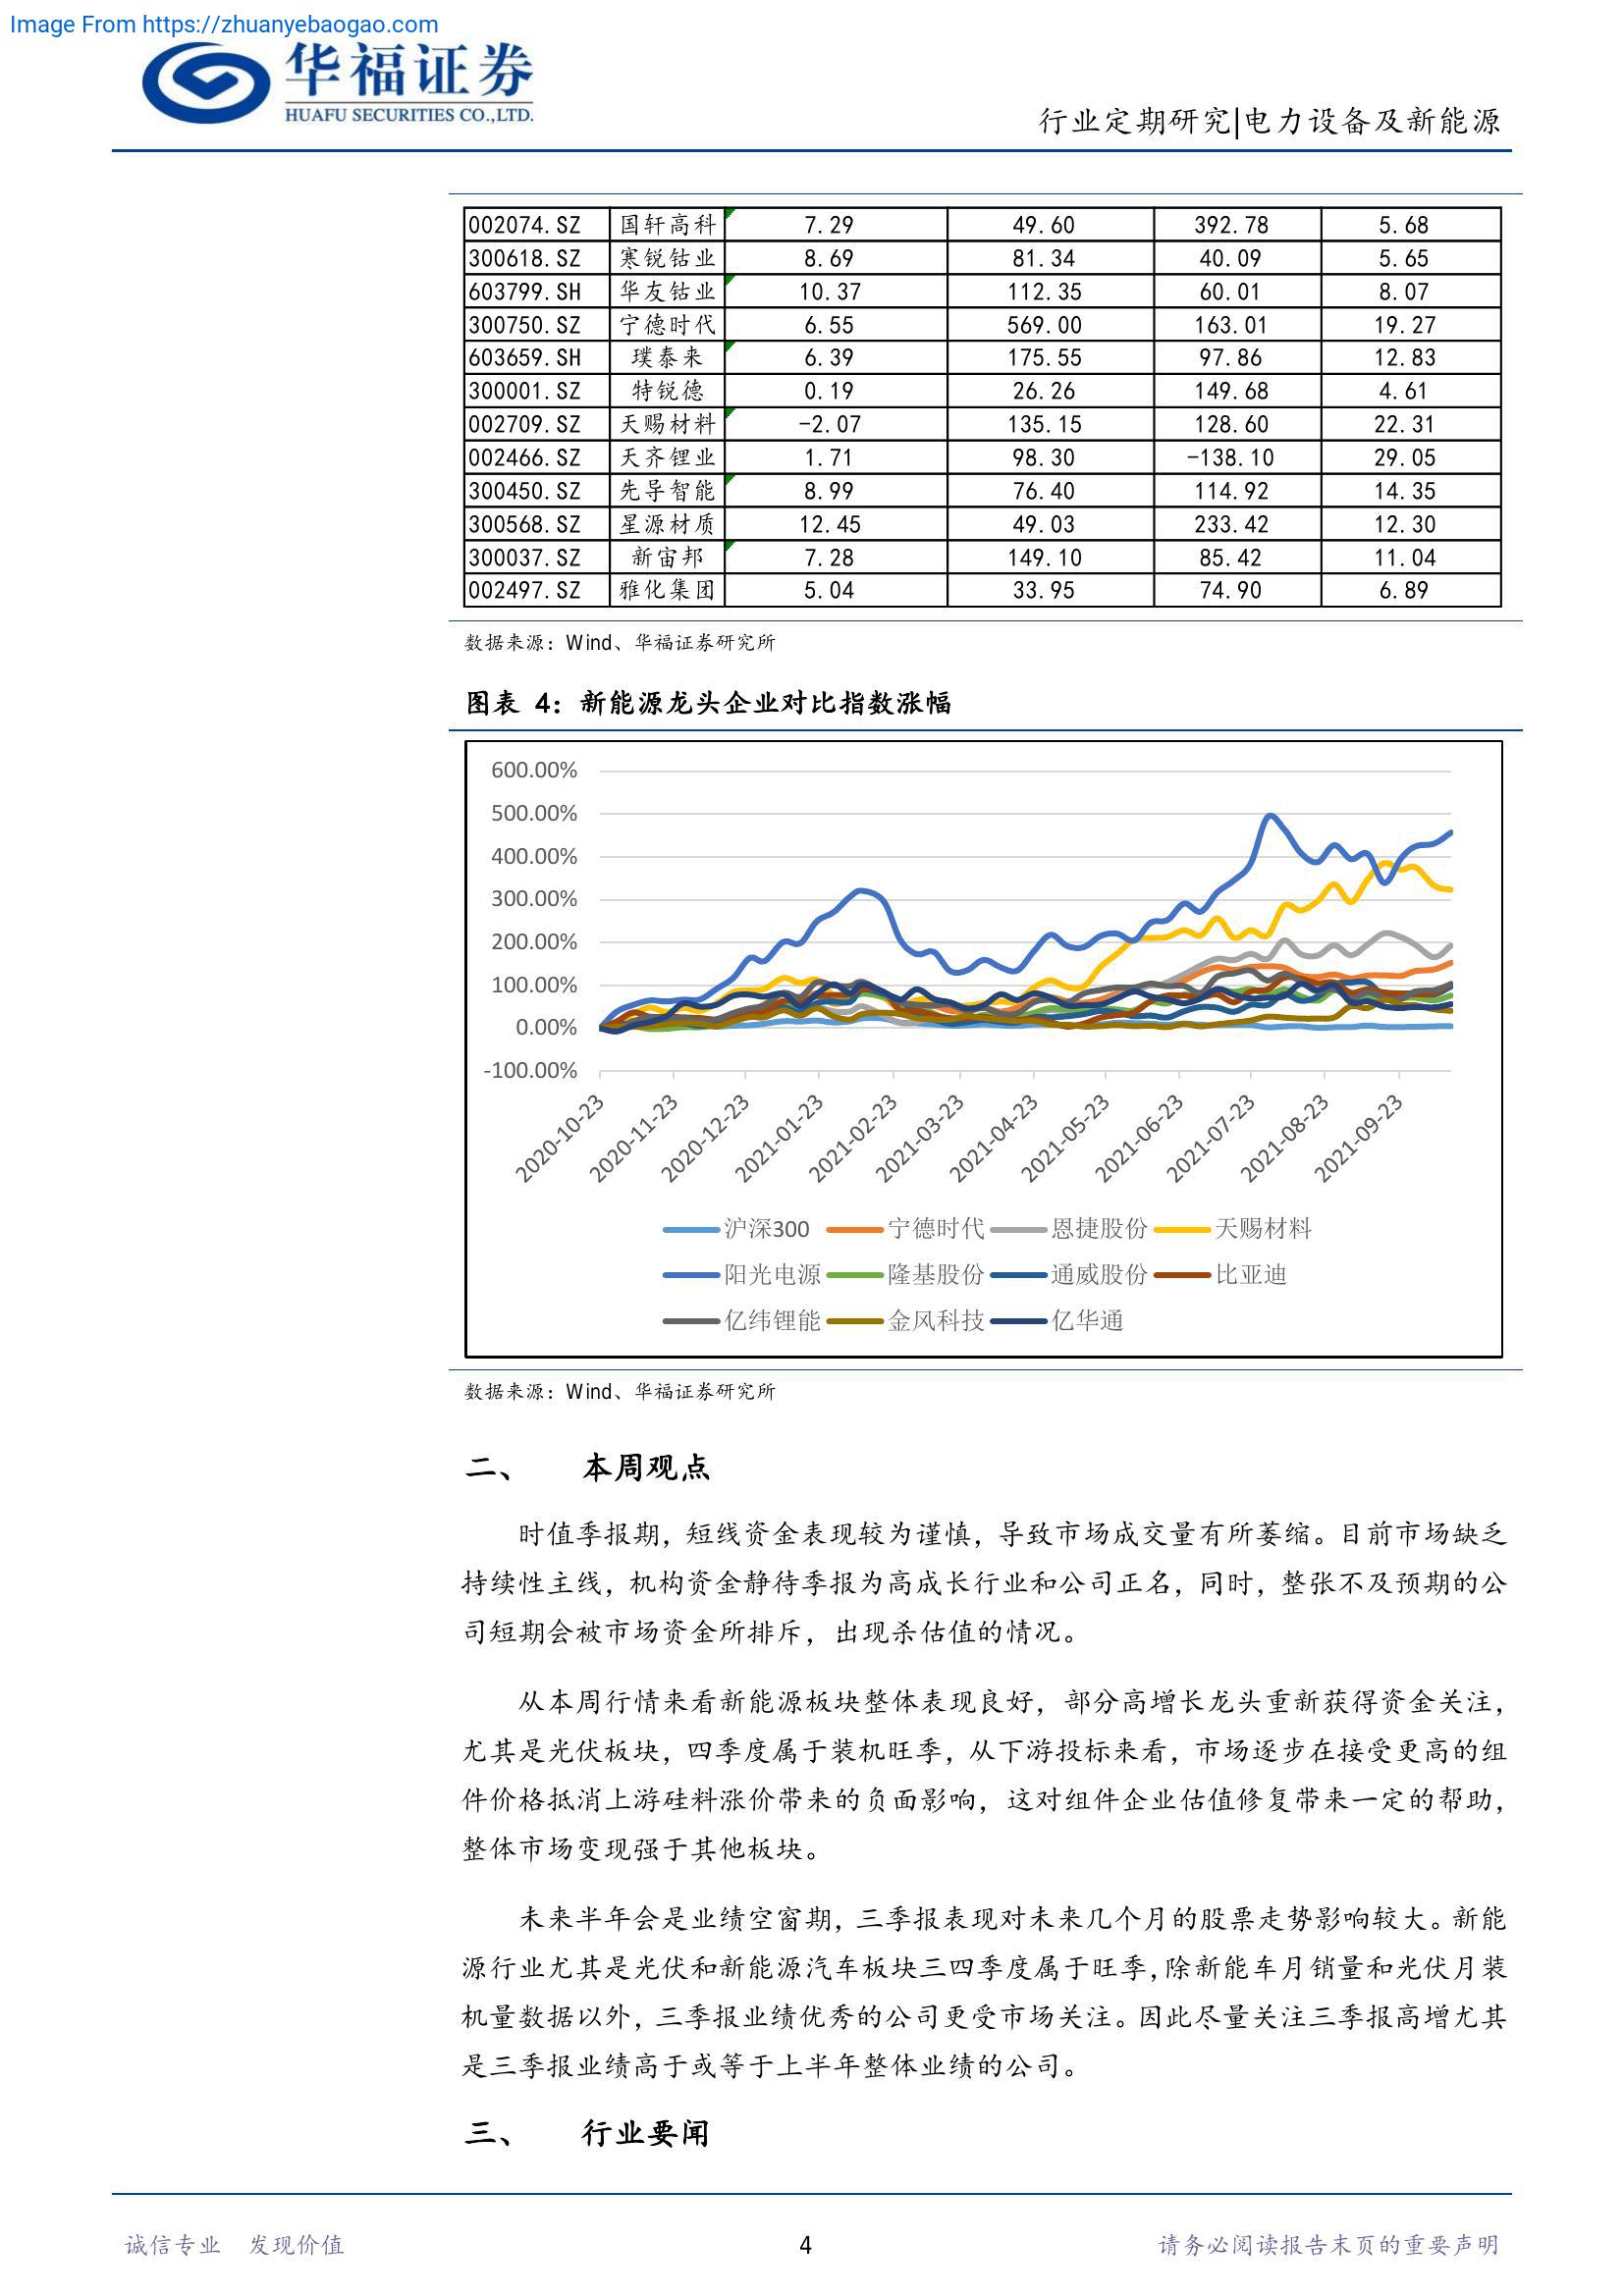 Image From https://zhuanyebaogao.com
华福证券
HUAFU SECURITIES CO.,LTD.
行业定期研究|电力设备及新能源
002074.SZ 国轩高科 7.29 49.60 392.78 5.68
300618.SZ 寒锐钴业 8.69 81.34 40.09 5.65
603799.SH 华友钴业 10.37 112.35 60.01 8.07
300750.SZ 宁德时代 6.55 569.00 163.01 19.27
603659.SH 璞泰来 6.39 175.55 97.86 12.83
300001.SZ 特锐德 0.19 26.26 149.68 4.61
002709.SZ 天赐材料 -2.07 135.15 128.60 22.31
002466.SZ 天齐锂业 1.71 98.30 -138.10 29.05
300450.SZ 先导智能 8.99 76.40 114.92 14.35
300568.SZ 星源材质 12.45 49.03 233.42 12.30
300037.SZ 新宙邦 7.28 149.10 85.42 11.04
002497.SZ 雅化集团 5.04 33.95 74.90 6.89
数据来源：Wind、华福证券研究所
图表 4：新能源龙头企业对比指数涨幅
600.00%
500.00%
400.00%
300.00%
200.00%
100.00%
0.00%
-100.00%
2020-10-23 2020-11-23 2020-12-23 2021-01-23 2021-02-23 2021-03-23 2021-04-23 2021-05-23 2021-06-23 2021-07-23 2021-08-23 2021-09-23
沪深300 宁德时代 恩捷股份 天赐材料
阳光电源 隆基股份 通威股份 比亚迪
亿纬锂能 金风科技 亿华通
数据来源：Wind、华福证券研究所
二、 本周观点
时值季报期，短线资金表现较为谨慎，导致市场成交量有所萎缩。目前市场缺乏
持续性主线，机构资金静待季报为高成长行业和公司正名，同时，整张不及预期的公
司短期会被市场资金所排斥，出现杀估值的情况。
从本周行情来看新能源板块整体表现良好，部分高增长龙头重新获得资金关注，
尤其是光伏板块，四季度属于装机旺季，从下游投标来看，市场逐步在接受更高的组
件价格抵消上游硅料涨价带来的负面影响，这对组件企业估值修复带来一定的帮助，
整体市场变现强于其他板块。
未来半年会是业绩空窗期，三季报表现对未来几个月的股票走势影响较大。新能
源行业尤其是光伏和新能源汽车板块三四季度属于旺季，除新能车月销量和光伏月装
机量数据以外，三季报业绩优秀的公司更受市场关注。因此尽量关注三季报高增尤其
是三季报业绩高于或等于上半年整体业绩的公司。
三、 行业要闻
诚信专业 发现价值 4 请务必阅读报告末页的重要声明